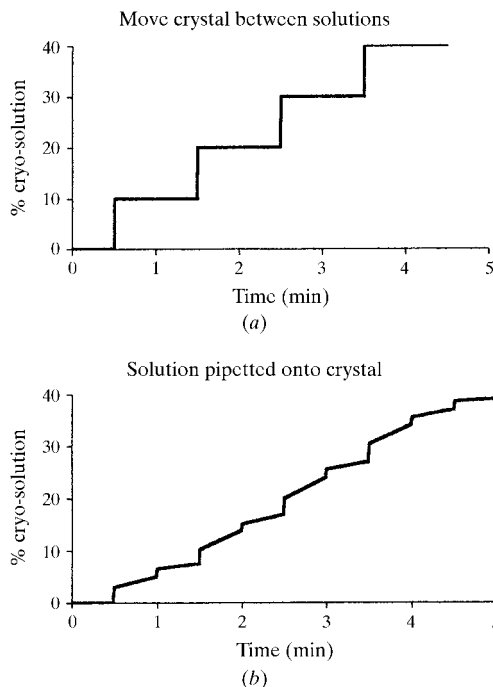 Move crystal between solutions
40
30
20
10
0
% cryo-solution
0 1 2 3 4 5
Time (min)
(a)
Solution pipetted onto crystal
40
30
20
10
0
% cryo-solution
0 1 2 3 4 5
Time (min)
(b)